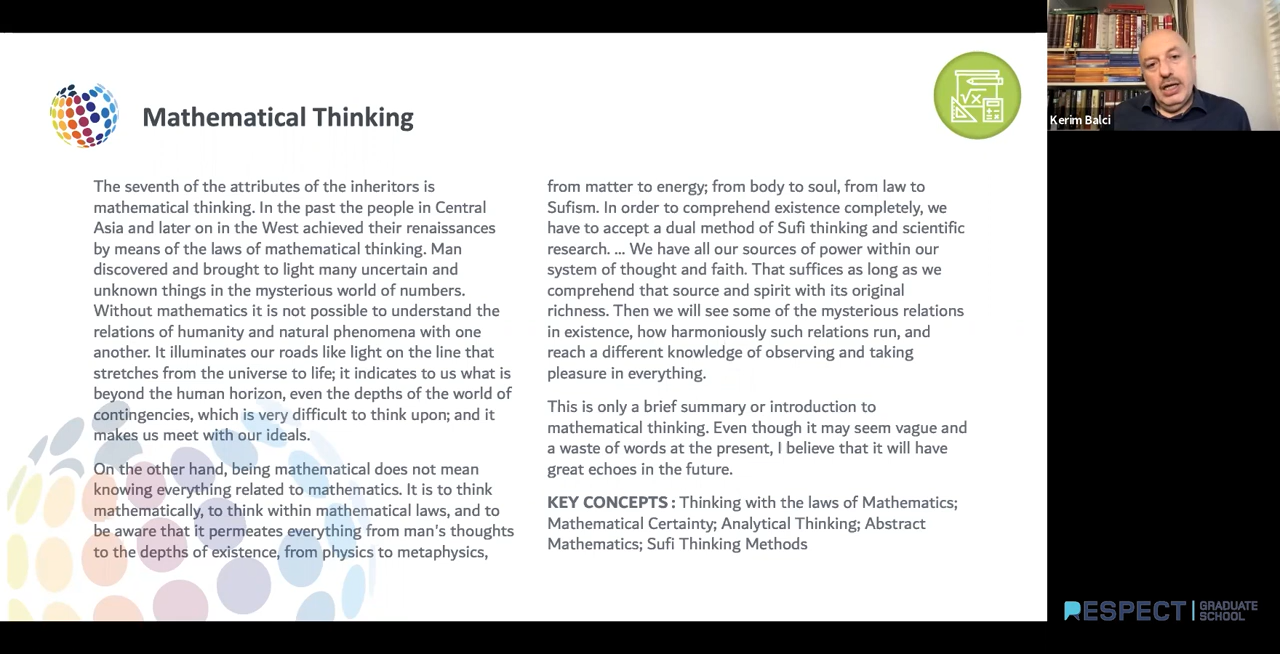 Mathematical Thinking
The seventh of the attributes of the inheritors is
mathematical thinking. In the past the people in Central
Asia and later on in the West achieved their renaissances
by means of the laws of mathematical thinking. Man
discovered and brought to light many uncertain and
unknown things in the mysterious world of numbers.
Without mathematics it is not possible to understand the
relations of humanity and natural phenomena with one
another. It illuminates our roads like light on the line that
stretches from the universe to life; it indicates to us what is
beyond the human horizon, even the depths of the world of
contingencies, which is very difficult to think upon; and it
makes us meet with our ideals.
On the other hand, being mathematical does not mean
knowing everything related to mathematics. It is to think
mathematically, to think within mathematical laws, and to
be aware that it permeates everything from man's thoughts
to the depths of existence, from physics to metaphysics,
from matter to energy; from body to soul, from law to
Sufism. In order to comprehend existence completely, we
have to accept a dual method of Sufi thinking and scientific
research. ... We have all our sources of power within our
system of thought and faith. That suffices as long as we
comprehend that source and spirit with its original
richness. Then we will see some of the mysterious relations
in existence, how harmoniously such relations run, and
reach a different knowledge of observing and taking
pleasure in everything.
This is only a brief summary or introduction to
mathematical thinking. Even though it may seem vague and
a waste of words at the present, I believe that it will have
great echoes in the future.
KEY CONCEPTS : Thinking with the laws of Mathematics;
Mathematical Certainty; Analytical Thinking; Abstract
Mathematics; Sufi Thinking Methods
√x
Kerim Balci
RESPECT
GRADUATE
SCHOOL